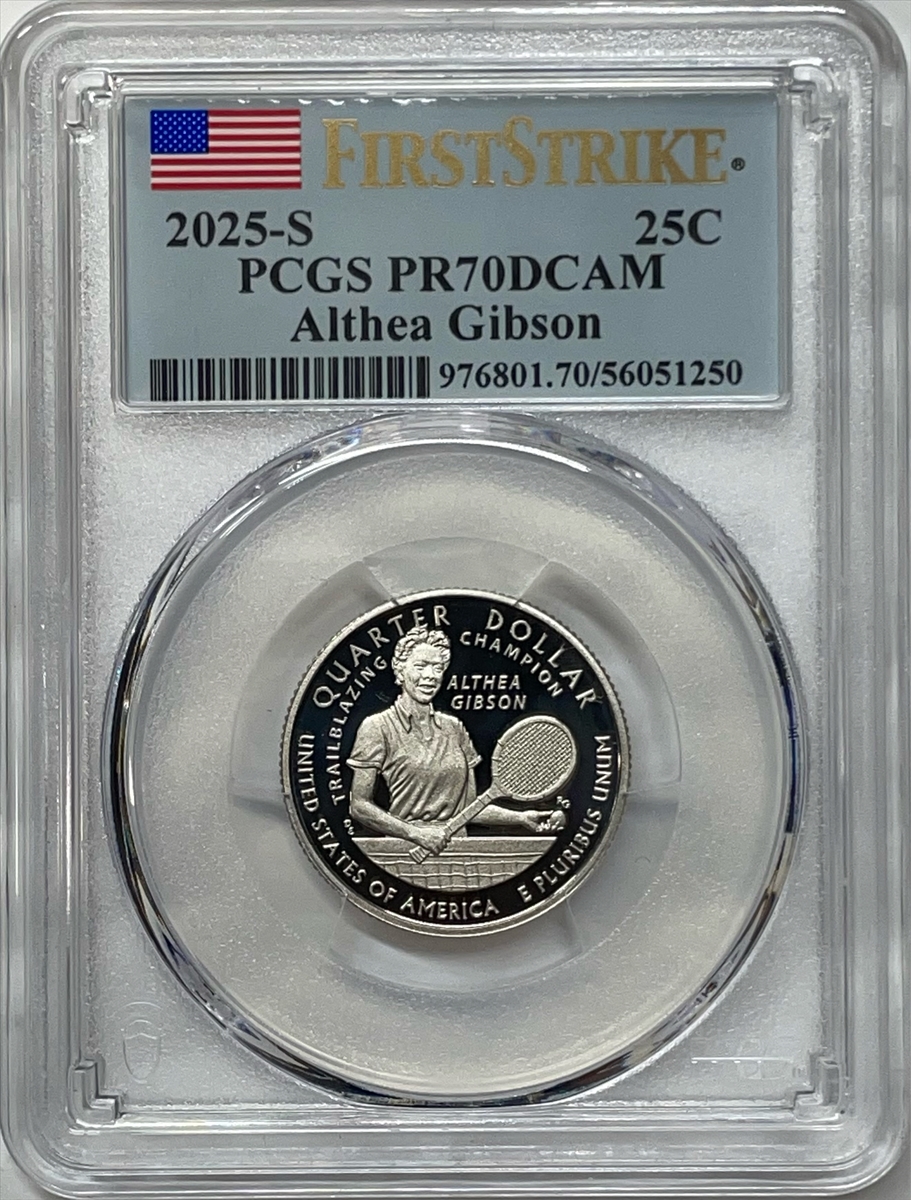 FIRSTSTRIKE®
2025-S 25C
PCGS PR70DCAM
Althea Gibson
976801.70/56051250
QUARTER DOLLAR
TRAILBLAZING CHAMPION
ALTHEA
GIBSON
UNITED STATES OF AMERICA
E PLURIBUS UNUM